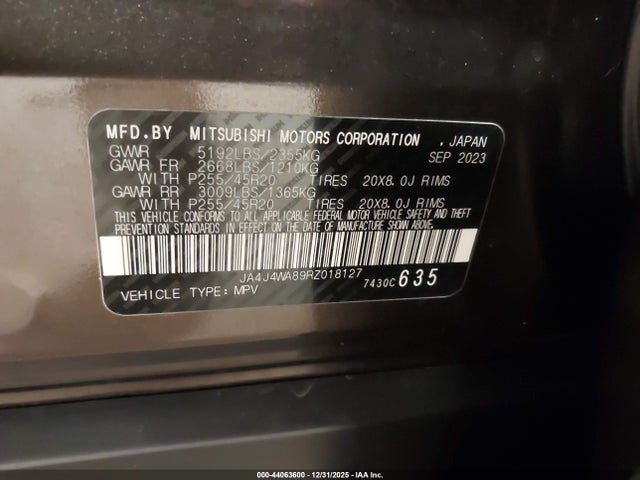 MFD.BY MITSUBISHI MOTORS CORPORATION , JAPAN
GVWR 5192LBS/2355KG SEP 2023
GAWR FR 2668LBS/1210KG
WITH P255/45R20 TIRES 20X8.0J RIMS
GAWR RR 3009LBS/1365KG
WITH P255/45R20 TIRES 20X8.0J RIMS
THIS VEHICLE CONFORMS TO ALL APPLICABLE FEDERAL MOTOR VEHICLE SAFETY AND THEFT
PREVENTION STANDARDS IN EFFECT ON THE DATE OF MANUFACTURE SHOWN ABOVE.
JA4J4WA89RZ018127
VEHICLE TYPE: MPV 7430C 635
000-44063600 - 12/31/2025 - IAA Inc.